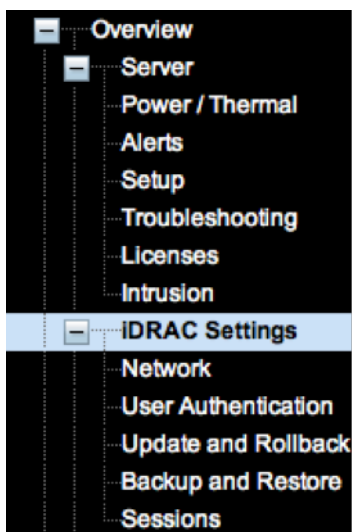 Overview
Server
Power / Thermal
Alerts
Setup
Troubleshooting
Licenses
Intrusion
iDRAC Settings
Network
User Authentication
Update and Rollback
Backup and Restore
Sessions